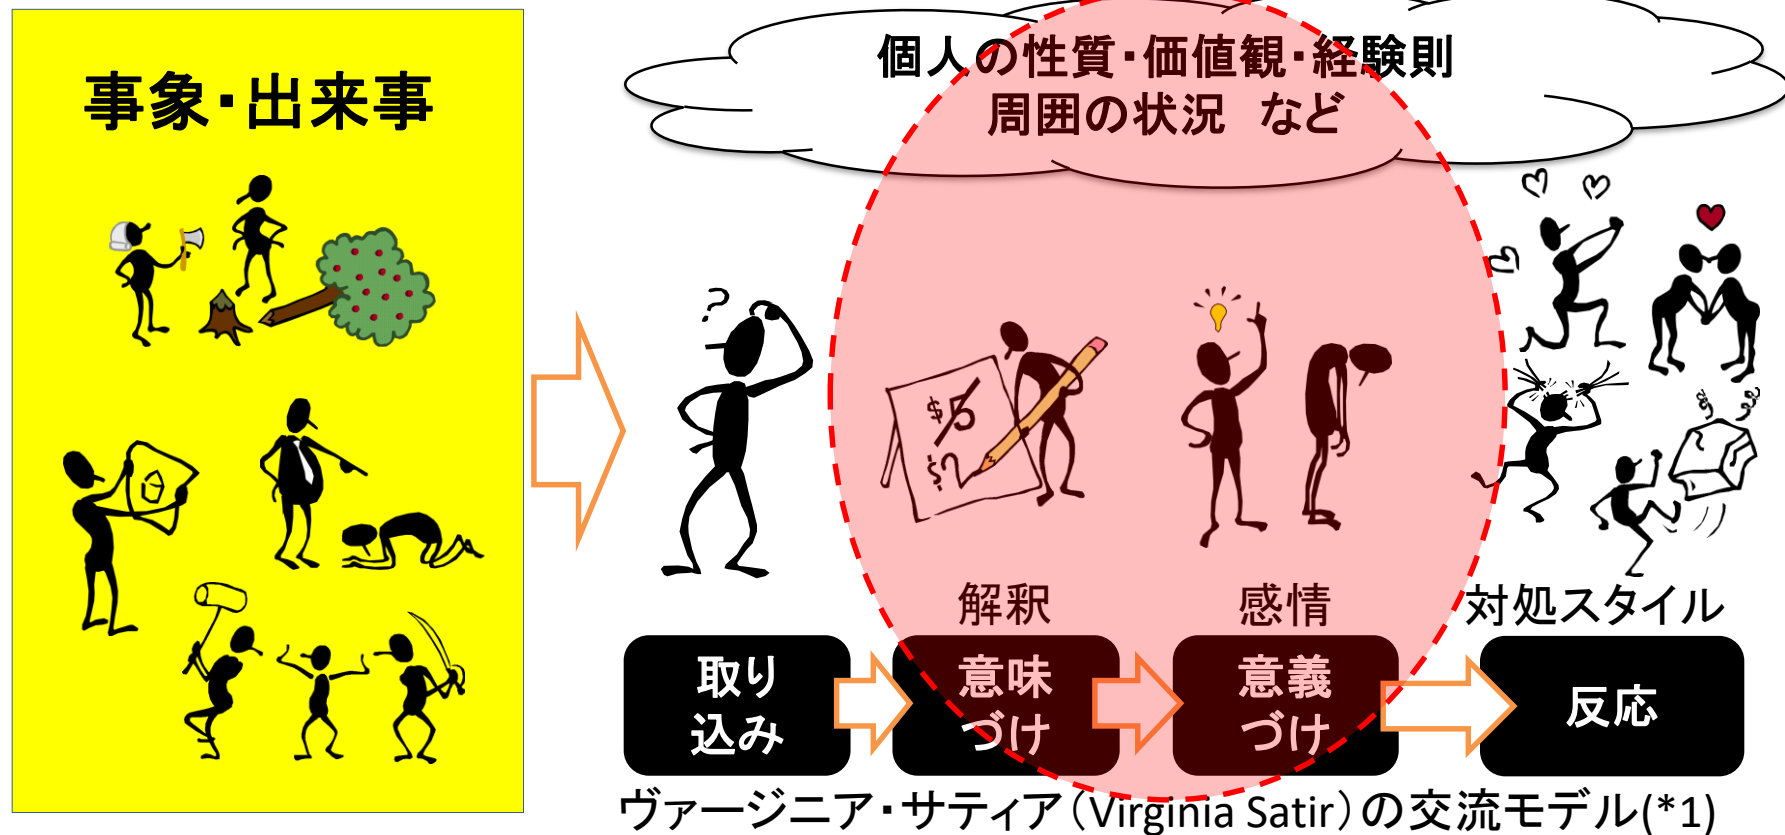 事象・出来事
個人の性質・価値観・経験則
周囲の状況　など
?
$5
$2
解釈
感情
対処スタイル
取り
込み
意味
づけ
意義
づけ
反応
ヴァージニア・サティア（Virginia Satir）の交流モデル(*1)